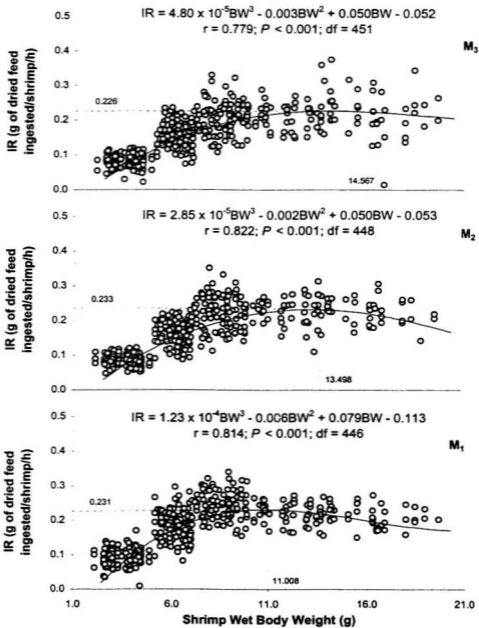 IR = 4.80 x 10⁻⁵BW³ - 0.003BW² + 0.050BW - 0.052
r = 0.779; P < 0.001; df = 451
M₃
IR (g of dried feed
ingested/shrimp/h)
0.5
0.4
0.3
0.2
0.1
0.0
0.226
14.567
IR = 2.85 x 10⁻⁵BW³ - 0.002BW² + 0.050BW - 0.053
r = 0.822; P < 0.001; df = 448
M₂
IR (g of dried feed
ingested/shrimp/h)
0.5
0.4
0.3
0.2
0.1
0.0
0.233
13.498
IR = 1.23 x 10⁻⁴BW³ - 0.006BW² + 0.079BW - 0.113
r = 0.814; P < 0.001; df = 446
M₁
IR (g of dried feed
ingested/shrimp/h)
0.5
0.4
0.3
0.2
0.1
0.0
0.231
11.008
1.0 6.0 11.0 16.0 21.0
Shrimp Wet Body Weight (g)